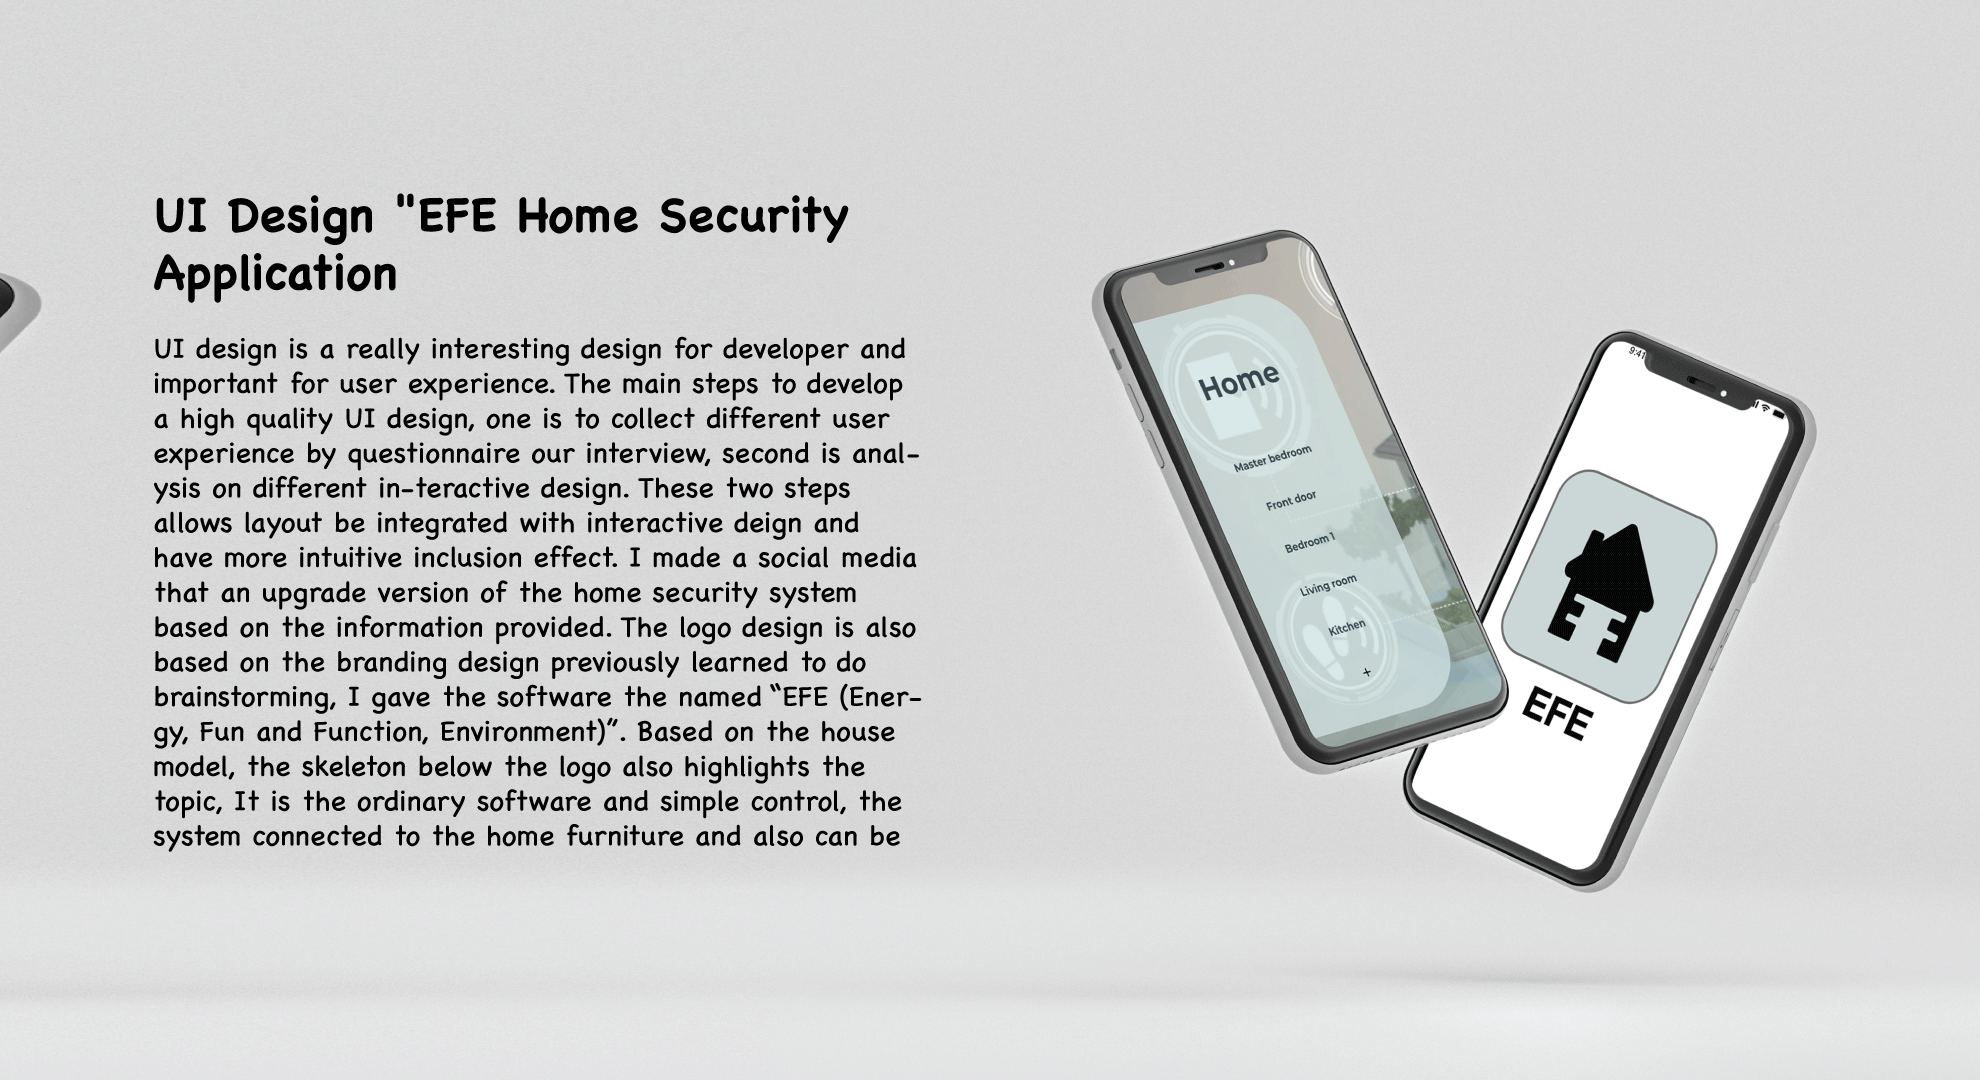 UI Design "EFE Home Security
Application
UI design is a really interesting design for developer and
important for user experience. The main steps to develop
a high quality UI design, one is to collect different user
experience by questionnaire our interview, second is anal-
ysis on different in-teractive design. These two steps
allows layout be integrated with interactive deign and
have more intuitive inclusion effect. I made a social media
that an upgrade version of the home security system
based on the information provided. The logo design is also
based on the branding design previously learned to do
brainstorming, I gave the software the named “EFE (Ener-
gy, Fun and Function, Environment)”. Based on the house
model, the skeleton below the logo also highlights the
topic, It is the ordinary software and simple control, the
system connected to the home furniture and also can be
Home
Master bedroom
Front door
Bedroom 1
Living room
Kitchen
+
9:41
EFE